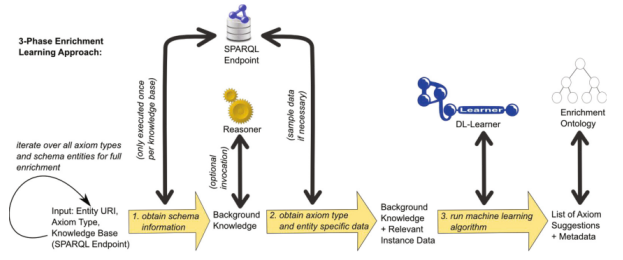 3-Phase Enrichment
Learning Approach:
SPARQL
Endpoint
(only executed once
per knowledge base)
Reasoner
(optional
invocation)
(sample data
if necessary)
Learner
DL-Learner
Enrichment
Ontology
iterate over all axiom types
and schema entities for full
enrichment
Input: Entity URI,
Axiom Type,
Knowledge Base
(SPARQL Endpoint)
1. obtain schema
information
Background
Knowledge
2. obtain axiom type
and entity specific data
Background
Knowledge
+ Relevant
Instance Data
3. run machine learning
algorithm
List of Axiom
Suggestions
+ Metadata